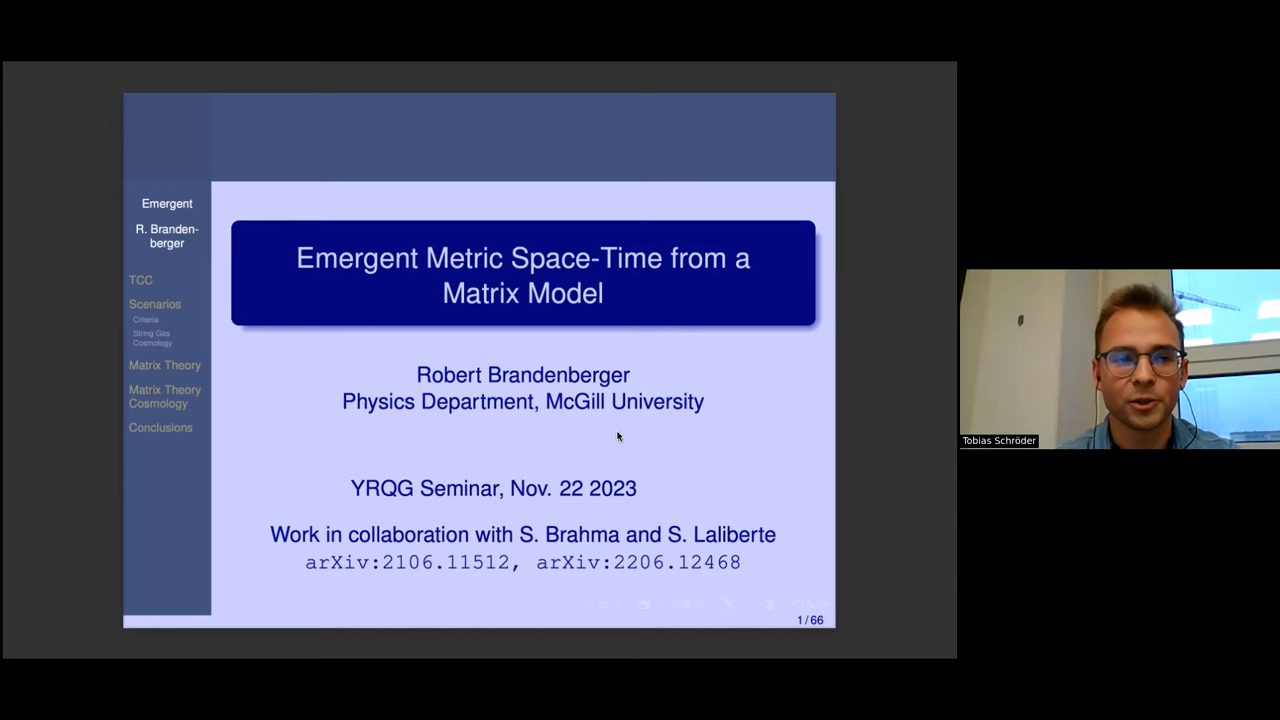 Emergent
R. Branden-
berger
TCC
Scenarios
Criteria
String Gas
Cosmology
Matrix Theory
Matrix Theory
Cosmology
Conclusions
Emergent Metric Space-Time from a
Matrix Model
Robert Brandenberger
Physics Department, McGill University
YRQG Seminar, Nov. 22 2023
Work in collaboration with S. Brahma and S. Laliberte
arXiv:2106.11512, arXiv:2206.12468
1/66
Tobias Schröder